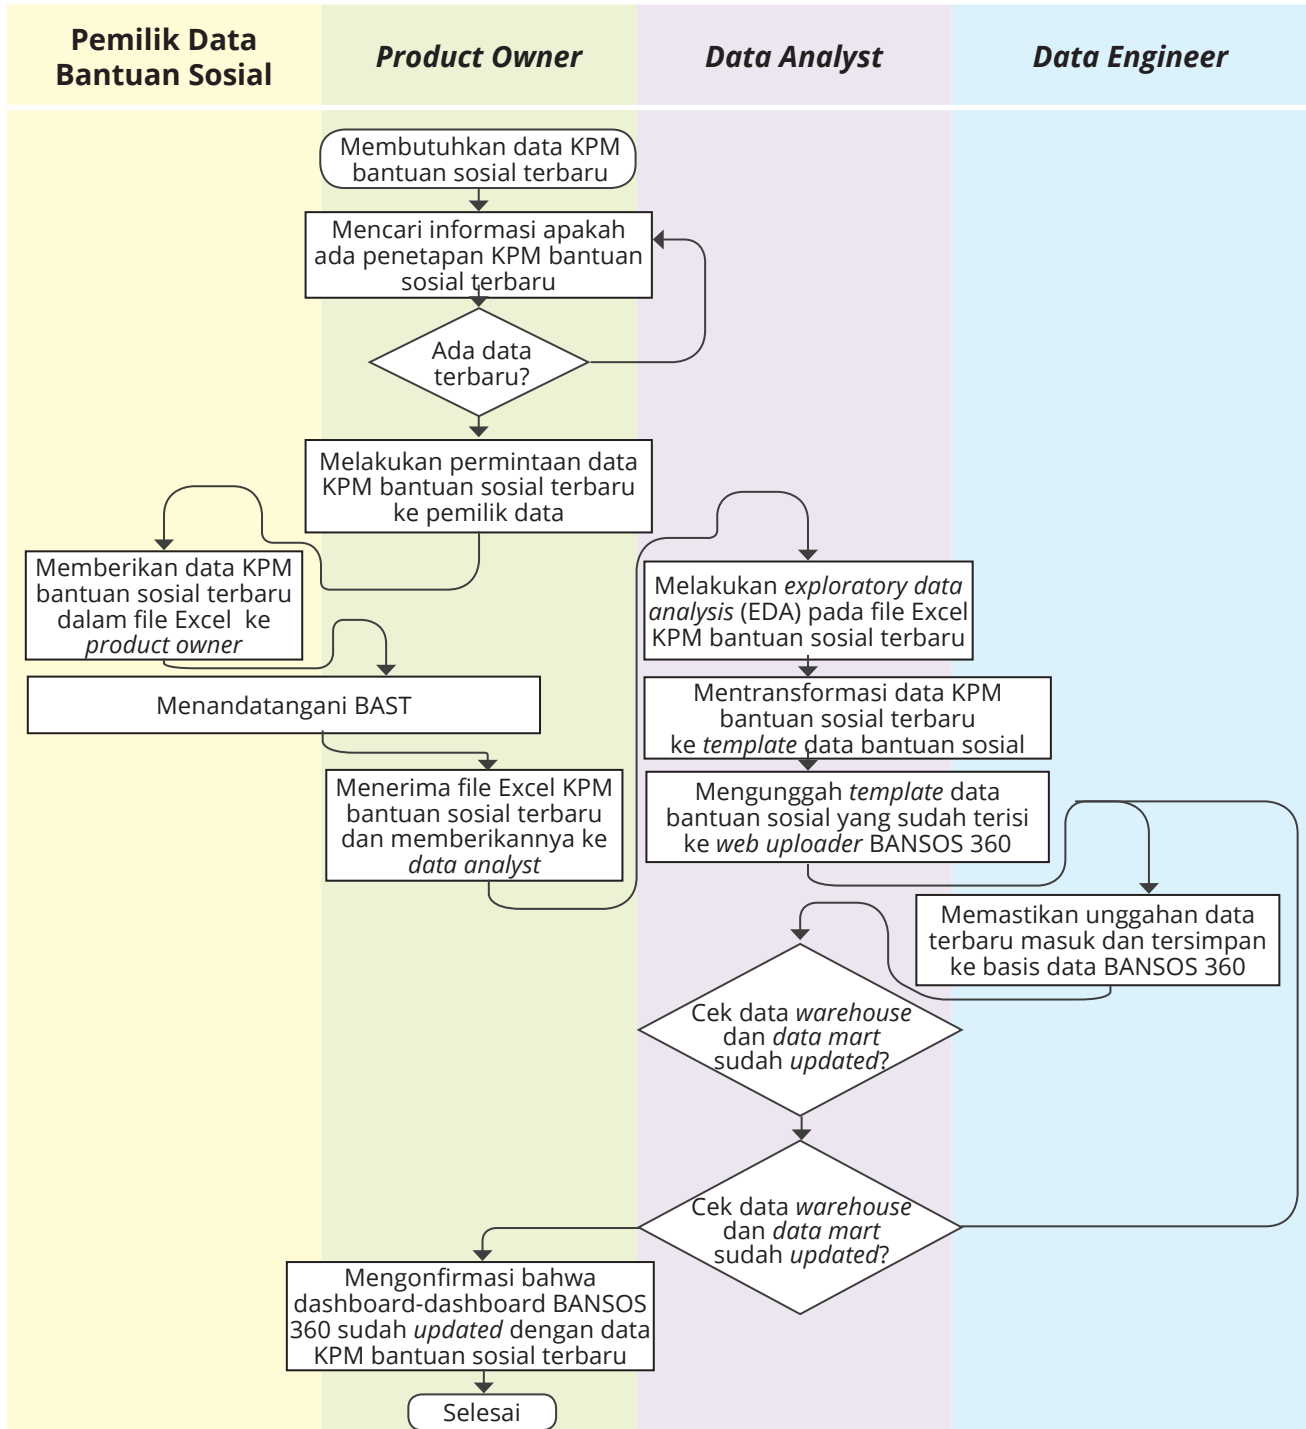 Pemilik Data
Bantuan Sosial
Product Owner
Data Analyst
Data Engineer
Membutuhkan data KPM
bantuan sosial terbaru
Mencari informasi apakah
ada penetapan KPM bantuan
sosial terbaru
Ada data
terbaru?
Melakukan permintaan data
KPM bantuan sosial terbaru
ke pemilik data
Memberikan data KPM
bantuan sosial terbaru
dalam file Excel ke
product owner
Menandatangani BAST
Menerima file Excel KPM
bantuan sosial terbaru
dan memberikannya ke
data analyst
Melakukan exploratory data
analysis (EDA) pada file Excel
KPM bantuan sosial terbaru
Mentransformasi data KPM
bantuan sosial terbaru
ke template data bantuan sosial
Mengunggah template data
bantuan sosial yang sudah terisi
ke web uploader BANSOS 360
Memastikan unggahan data
terbaru masuk dan tersimpan
ke basis data BANSOS 360
Cek data warehouse
dan data mart
sudah updated?
Cek data warehouse
dan data mart
sudah updated?
Mengonfirmasi bahwa
dashboard-dashboard BANSOS
360 sudah updated dengan data
KPM bantuan sosial terbaru
Selesai